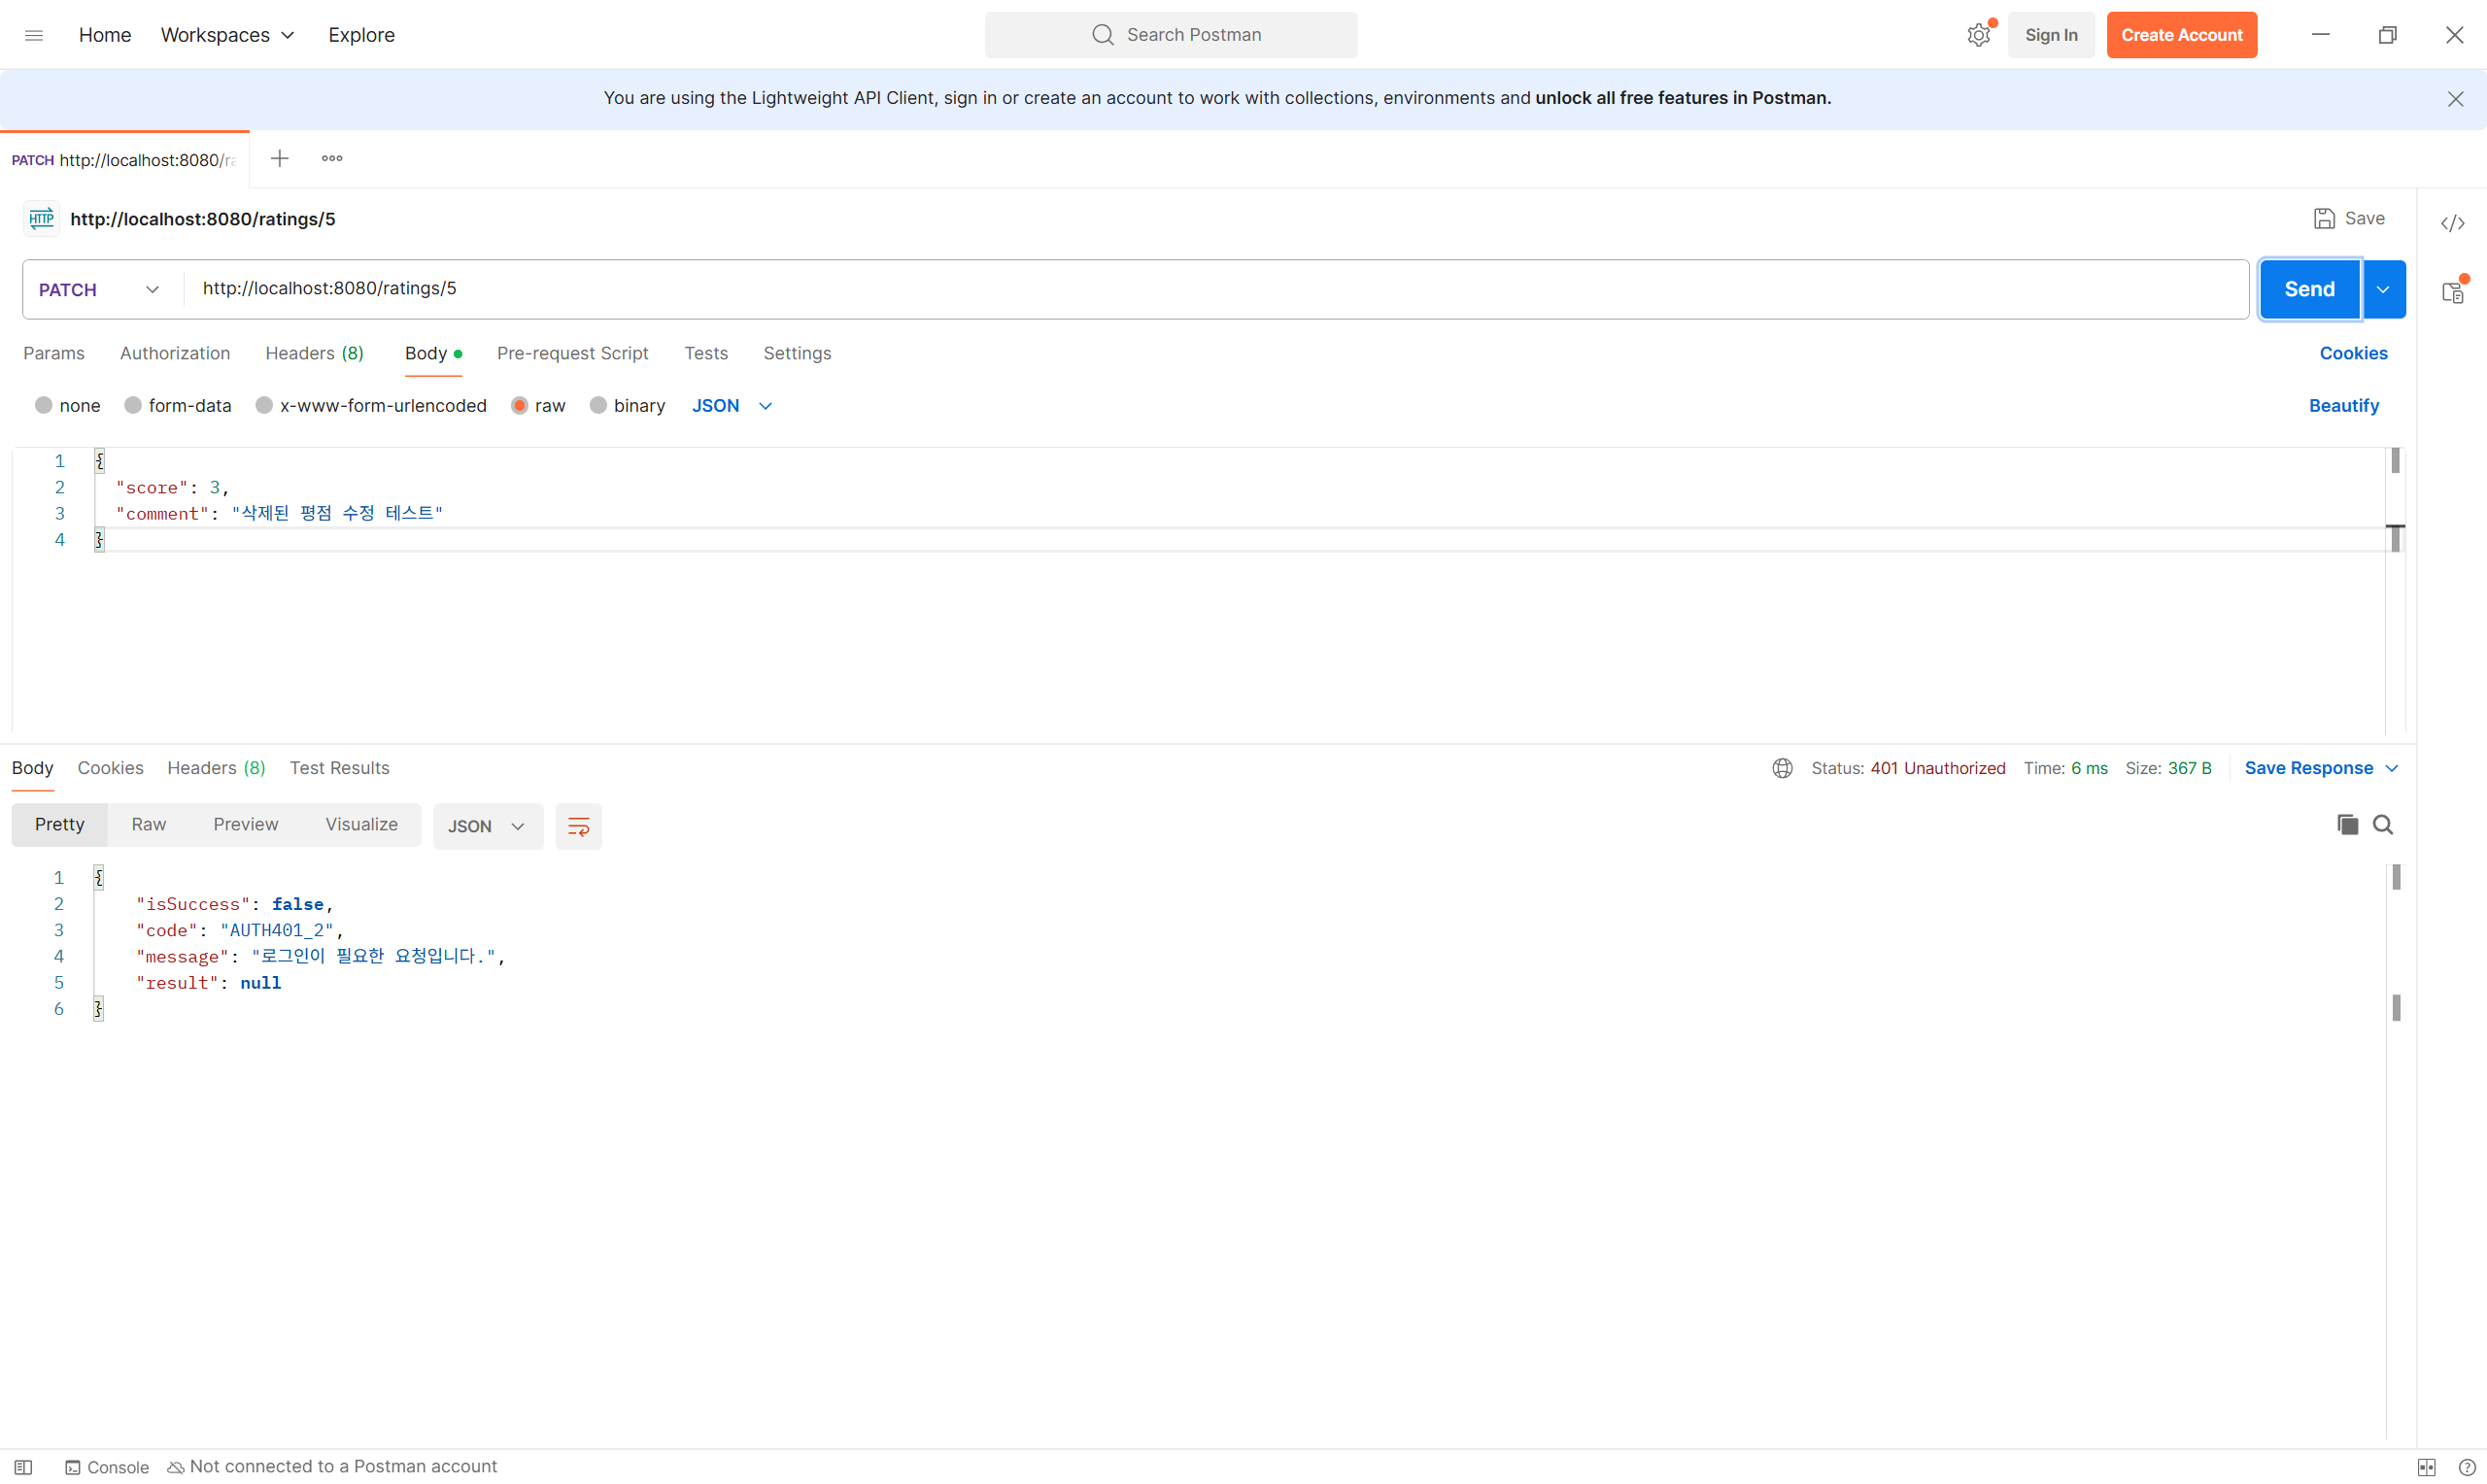 Home Workspaces Explore Search Postman Sign In Create Account
You are using the Lightweight API Client, sign in or create an account to work with collections, environments and unlock all free features in Postman.
PATCH http://localhost:8080/ra
HTTP http://localhost:8080/ratings/5 Save
PATCH http://localhost:8080/ratings/5 Send
Params Authorization Headers (8) Body Pre-request Script Tests Settings Cookies
none form-data x-www-form-urlencoded raw binary JSON Beautify
1 {
2 "score": 3,
3 "comment": "삭제된 평점 수정 테스트"
4 }
Body Cookies Headers (8) Test Results Status: 401 Unauthorized Time: 6 ms Size: 367 B Save Response
Pretty Raw Preview Visualize JSON
1 {
2 "isSuccess": false,
3 "code": "AUTH401_2",
4 "message": "로그인이 필요한 요청입니다.",
5 "result": null
6 }
Console Not connected to a Postman account